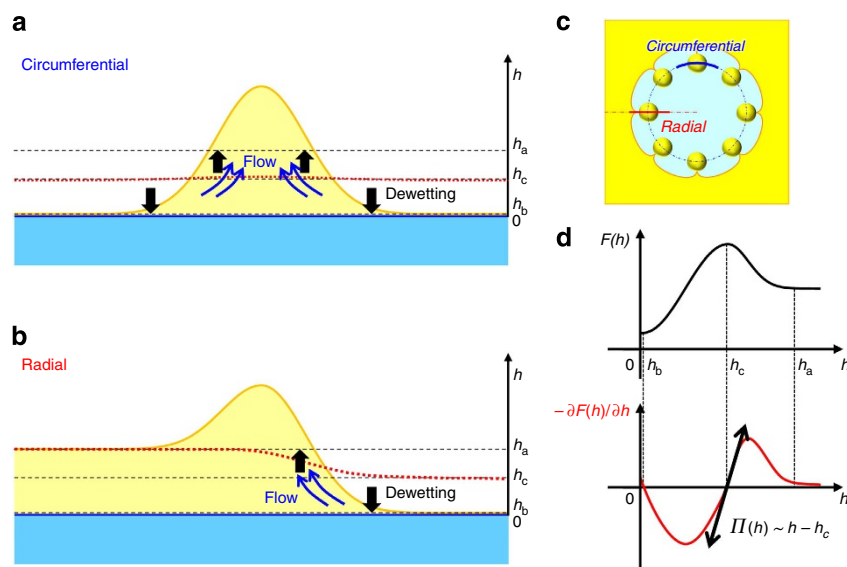 a
Circumferential
h
h_a
Flow
h_c
Dewetting
h_b
0
b
Radial
h
h_a
h_c
Flow
Dewetting
h_b
0
c
Circumferential
Radial
d
F(h)
0 h_b h_c h_a h
−∂F(h)/∂h
0 h
Π(h) ~ h − h_c